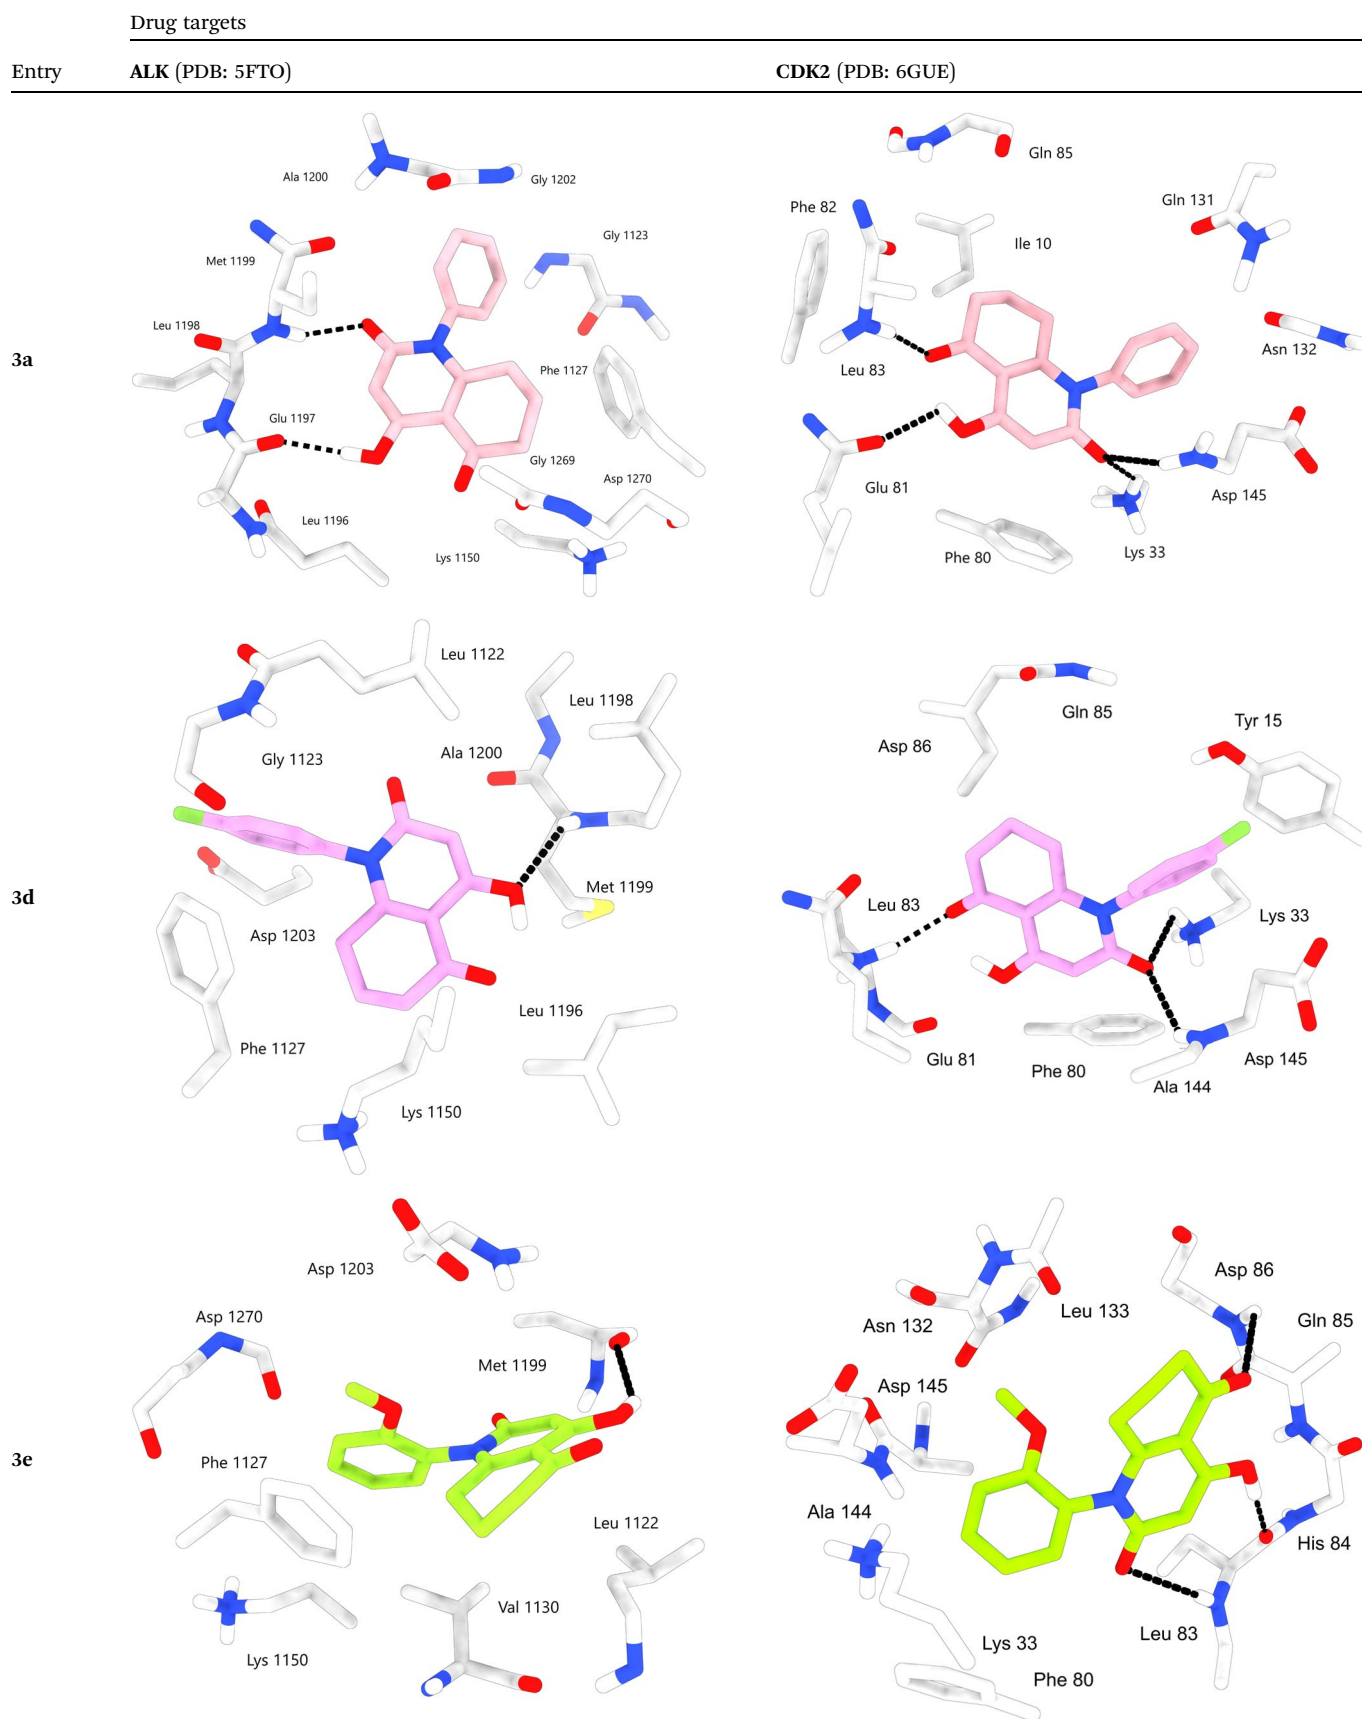 Drug targets
Entry ALK (PDB: 5FTO) CDK2 (PDB: 6GUE)
3a
Ala 1200
Gly 1202
Met 1199
Gly 1123
Leu 1198
Phe 1127
Glu 1197
Gly 1269
Asp 1270
Leu 1196
Lys 1150
Gln 85
Phe 82
Gln 131
Ile 10
Asn 132
Leu 83
Glu 81
Asp 145
Phe 80
Lys 33
3d
Leu 1122
Leu 1198
Gly 1123
Ala 1200
Met 1199
Asp 1203
Leu 1196
Phe 1127
Lys 1150
Gln 85
Tyr 15
Asp 86
Leu 83
Lys 33
Glu 81
Phe 80
Asp 145
Ala 144
3e
Asp 1203
Asp 1270
Met 1199
Phe 1127
Leu 1122
Val 1130
Lys 1150
Asp 86
Leu 133
Gln 85
Asn 132
Asp 145
Ala 144
His 84
Leu 83
Lys 33
Phe 80